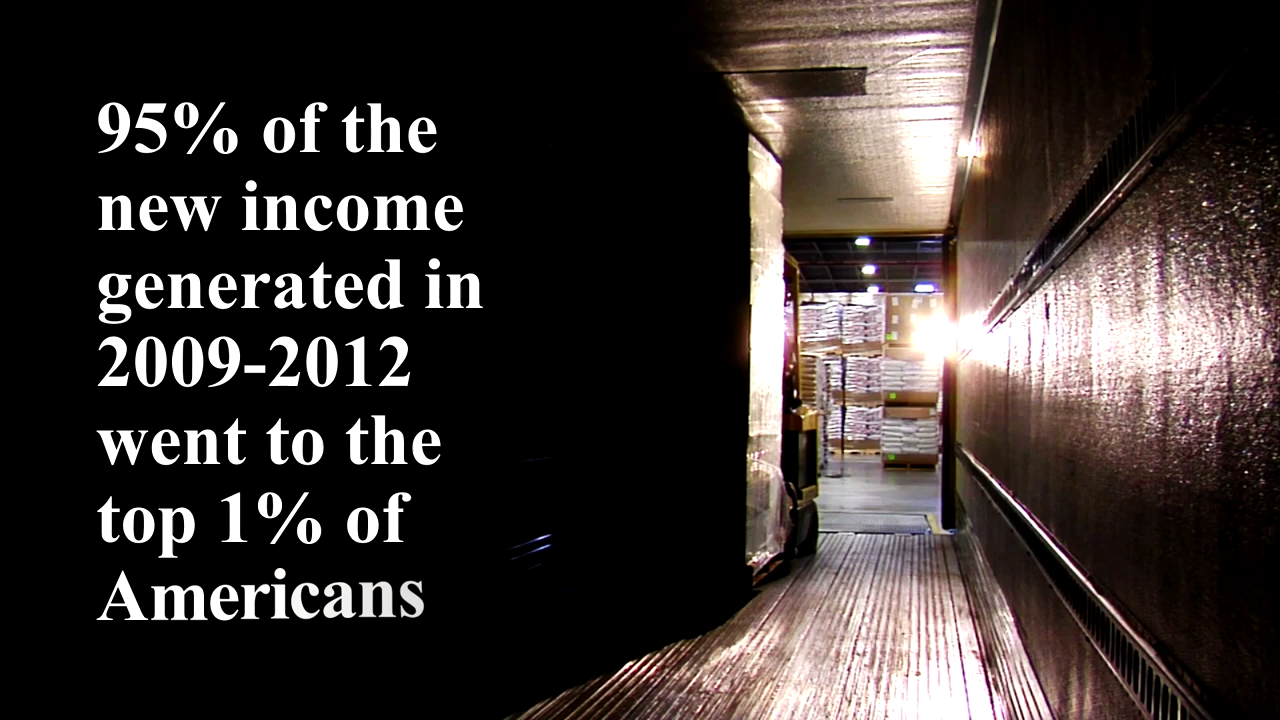 95% of the
new income
generated in
2009-2012
went to the
top 1% of
Americans